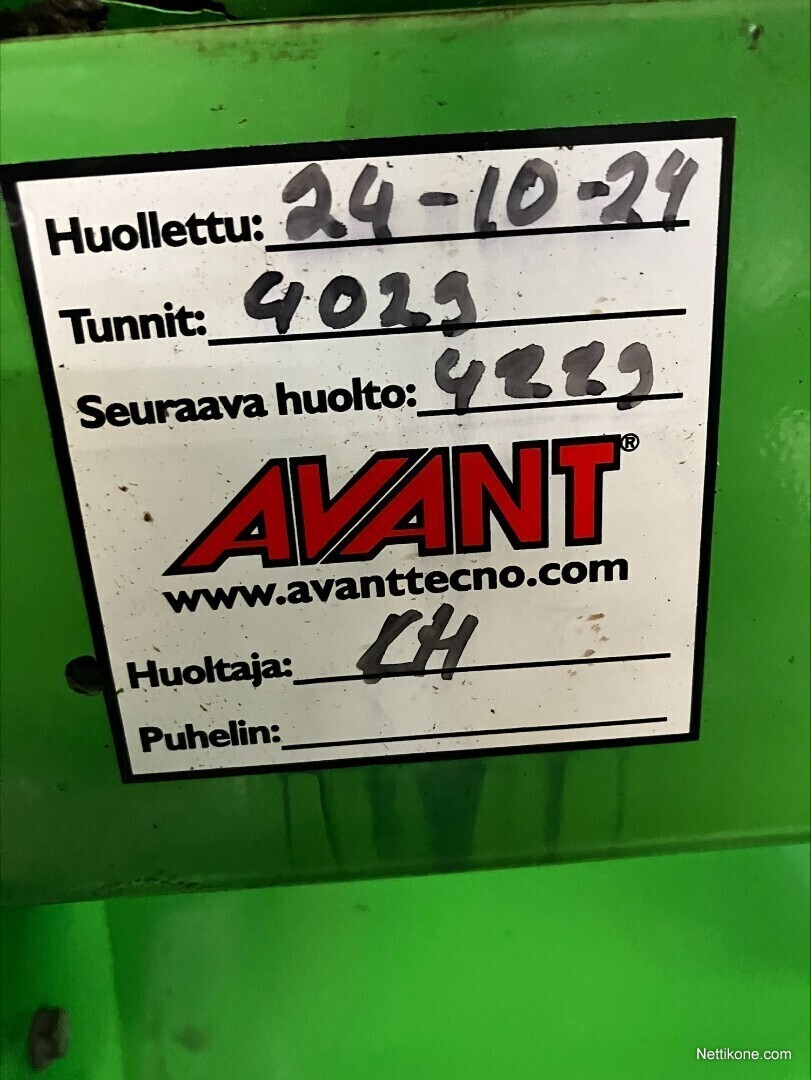 Huollettu: 24-10-24
Tunnit: 4029
Seuraava huolto: 4229
AVANT®
www.avanttecno.com
Huoltaja: KH
Puhelin:
Nettikone.com